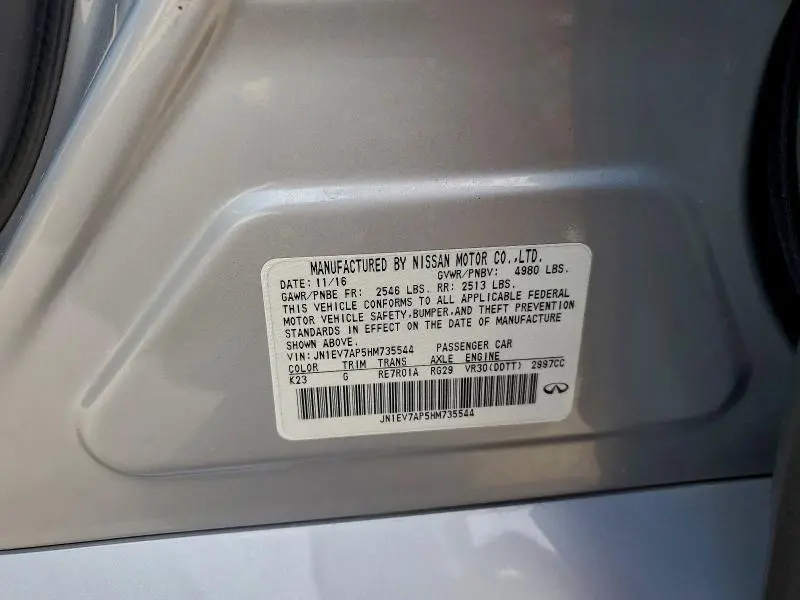 MANUFACTURED BY NISSAN MOTOR CO.,LTD.
DATE: 11/16 GVWR/PNBV: 4980 LBS.
GAWR/PNBE FR: 2546 LBS. RR: 2513 LBS.
THIS VEHICLE CONFORMS TO ALL APPLICABLE FEDERAL
MOTOR VEHICLE SAFETY,BUMPER,AND THEFT PREVENTION
STANDARDS IN EFFECT ON THE DATE OF MANUFACTURE
SHOWN ABOVE.
VIN: JN1EV7AP5HM735544 PASSENGER CAR
COLOR TRIM TRANS AXLE ENGINE
K23 G RE7R01A RG29 VR30(DDTT) 2997CC
JN1EV7AP5HM735544